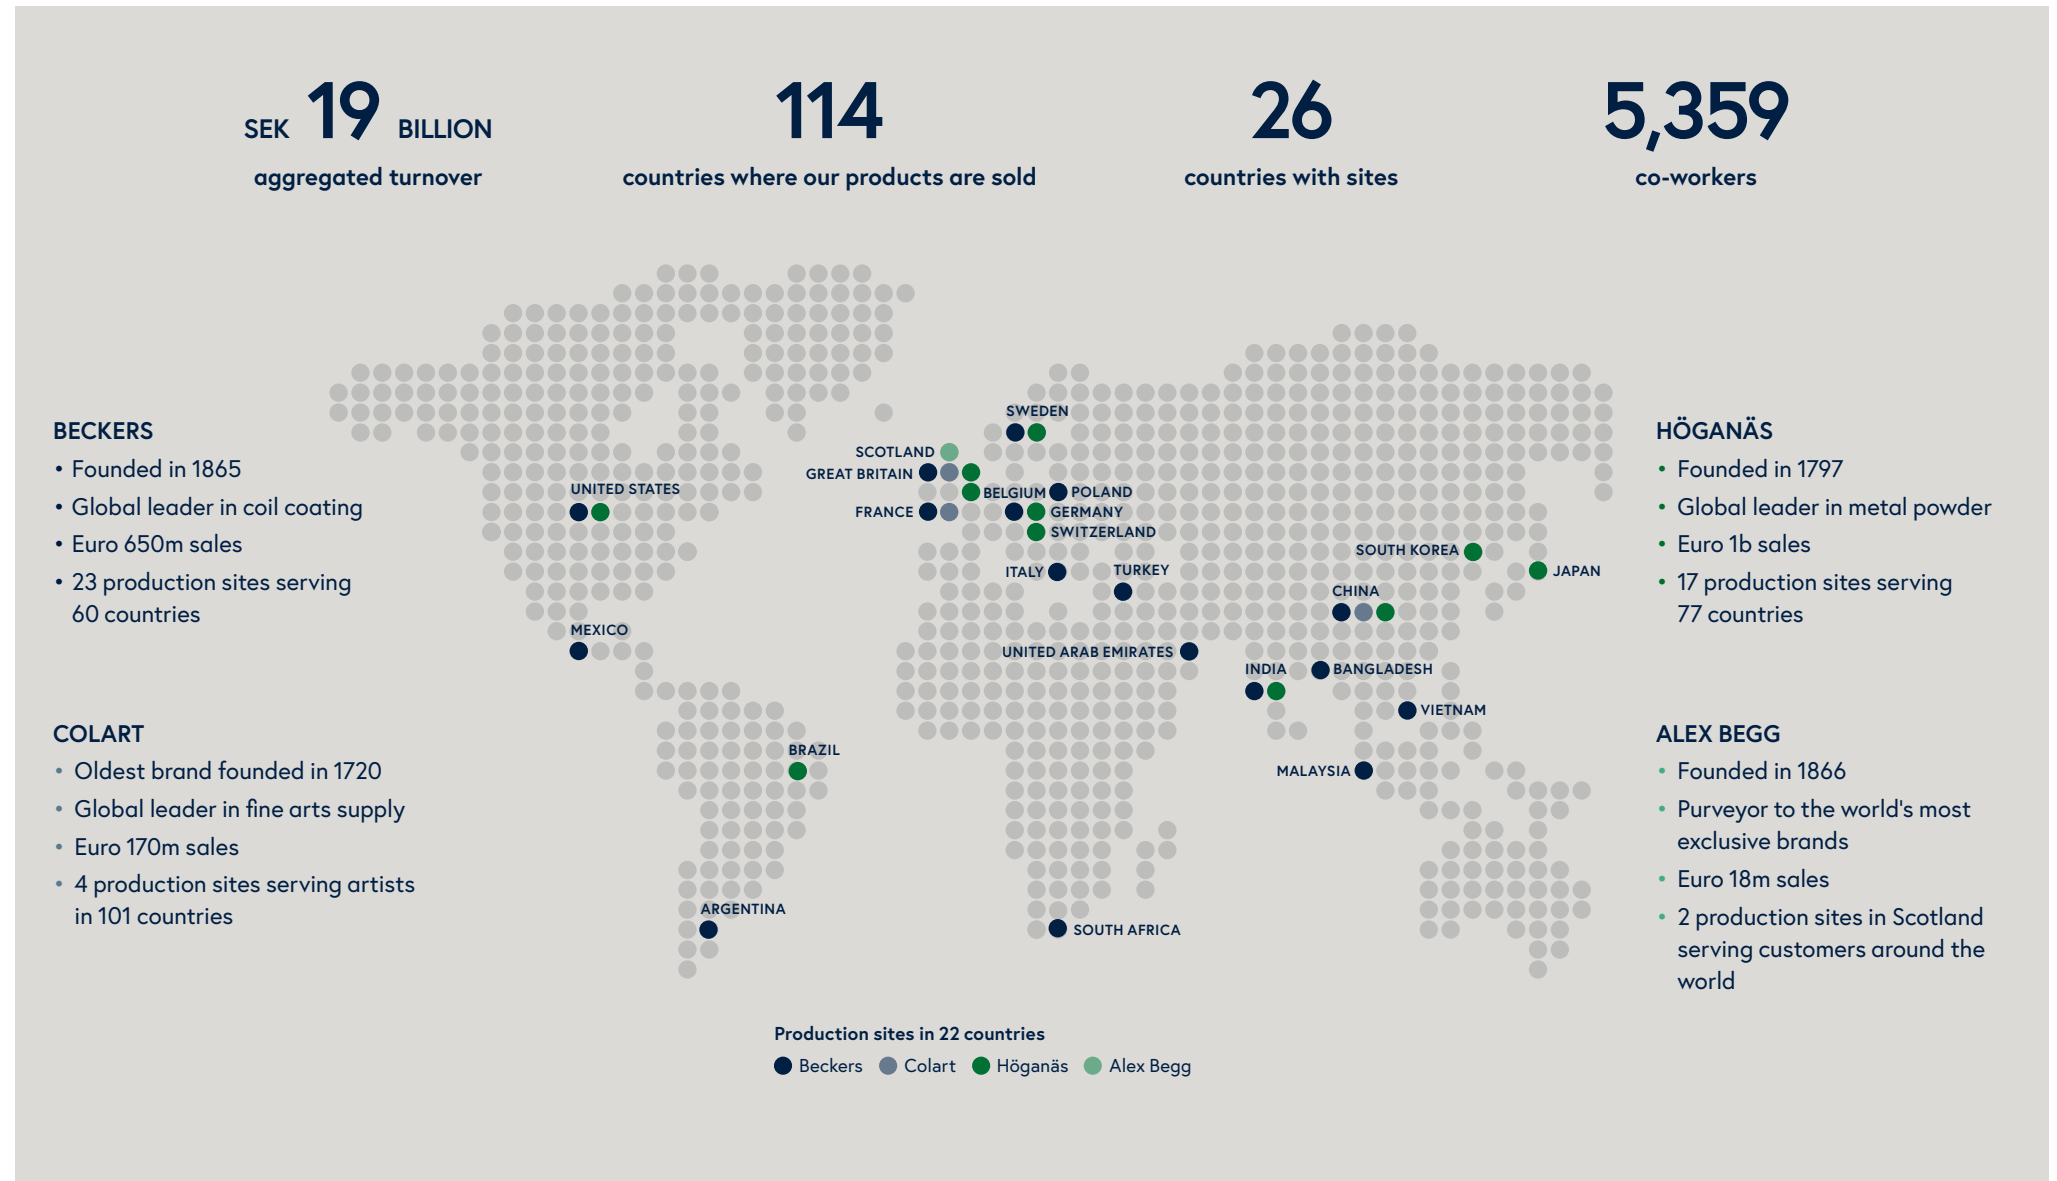 SEK 19 BILLION
aggregated turnover
114
countries where our products are sold
26
countries with sites
5,359
co-workers
BECKERS
• Founded in 1865
• Global leader in coil coating
• Euro 650m sales
• 23 production sites serving
60 countries
COLART
• Oldest brand founded in 1720
• Global leader in fine arts supply
• Euro 170m sales
• 4 production sites serving artists
in 101 countries
SWEDEN
SCOTLAND
GREAT BRITAIN
BELGIUM
POLAND
UNITED STATES
FRANCE
GERMANY
SWITZERLAND
SOUTH KOREA
ITALY
TURKEY
JAPAN
CHINA
MEXICO
UNITED ARAB EMIRATES
INDIA
BANGLADESH
VIETNAM
BRAZIL
MALAYSIA
ARGENTINA
SOUTH AFRICA
HÖGANÄS
• Founded in 1797
• Global leader in metal powder
• Euro 1b sales
• 17 production sites serving
77 countries
ALEX BEGG
• Founded in 1866
• Purveyor to the world's most
exclusive brands
• Euro 18m sales
• 2 production sites in Scotland
serving customers around the
world
Production sites in 22 countries
Beckers Colart Höganäs Alex Begg